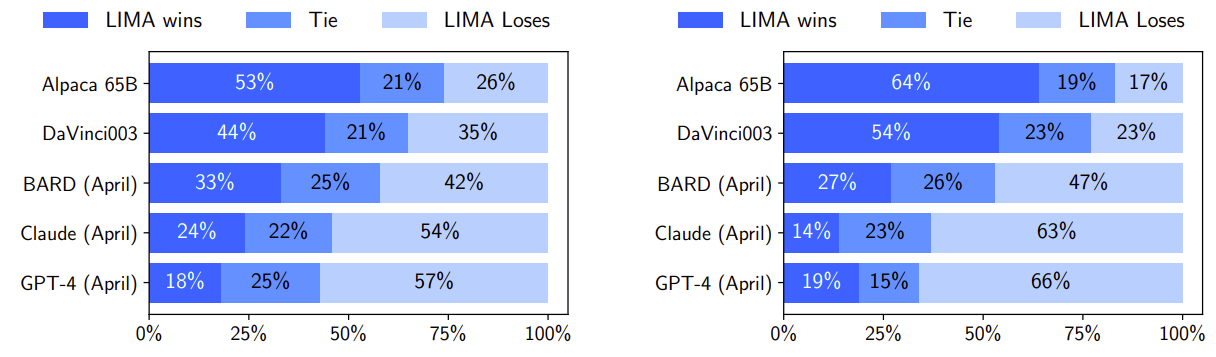 LIMA wins Tie LIMA Loses
Alpaca 65B 53% 21% 26%
DaVinci003 44% 21% 35%
BARD (April) 33% 25% 42%
Claude (April) 24% 22% 54%
GPT-4 (April) 18% 25% 57%
0% 25% 50% 75% 100%
LIMA wins Tie LIMA Loses
Alpaca 65B 64% 19% 17%
DaVinci003 54% 23% 23%
BARD (April) 27% 26% 47%
Claude (April) 14% 23% 63%
GPT-4 (April) 19% 15% 66%
0% 25% 50% 75% 100%